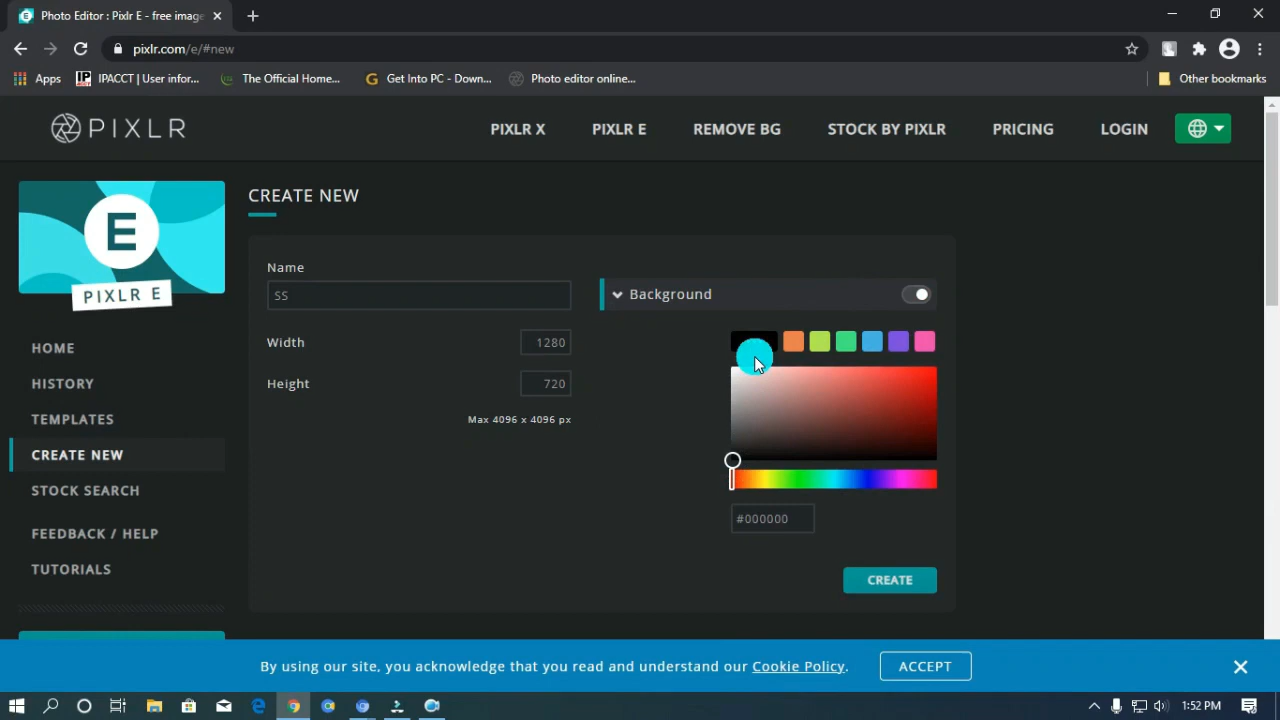 Photo Editor : Pixlr E - free image
pixlr.com/e/#new
Apps
IP
IPACCT | User infor...
The Official Home...
G
Get Into PC - Down...
Photo editor online...
Other bookmarks
PIXLR
PIXLR X
PIXLR E
REMOVE BG
STOCK BY PIXLR
PRICING
LOGIN
E
PIXLR E
HOME
HISTORY
TEMPLATES
CREATE NEW
STOCK SEARCH
FEEDBACK / HELP
TUTORIALS
CREATE NEW
Name
SS
Width
1280
Height
720
Max 4096 x 4096 px
Background
#000000
CREATE
By using our site, you acknowledge that you read and understand our Cookie Policy.
ACCEPT
1:52 PM